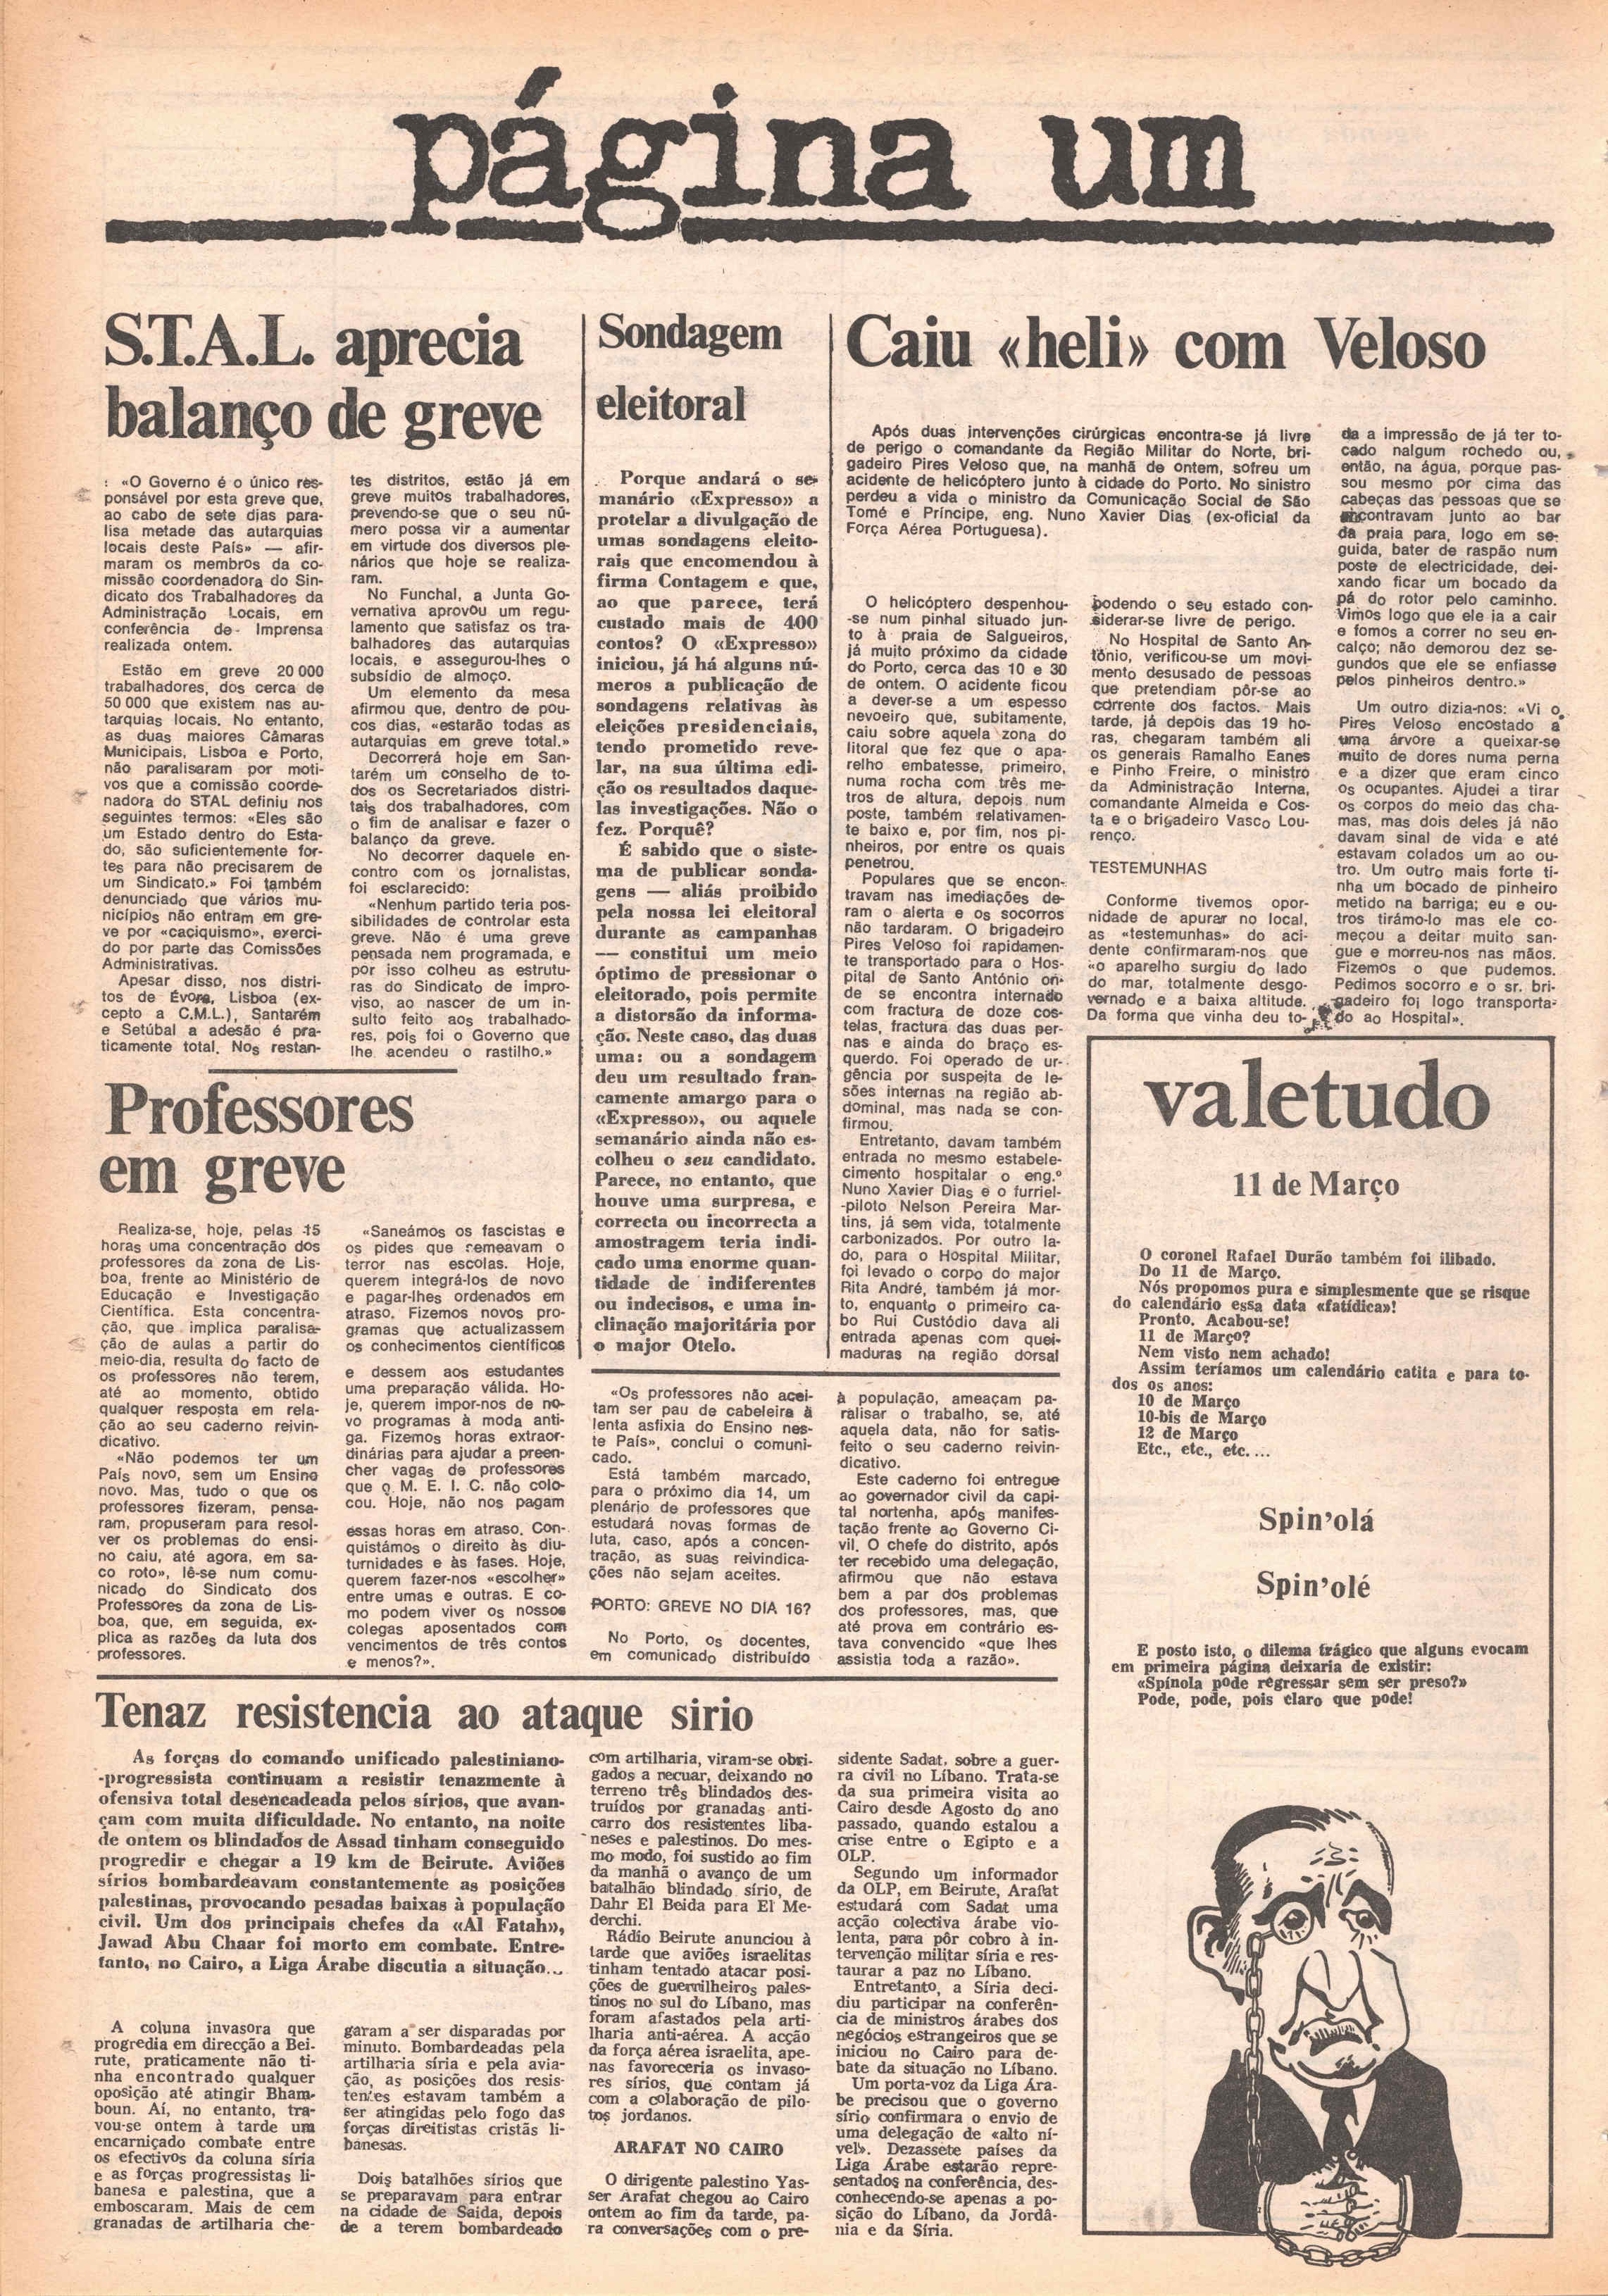 página um
S.T.A.L. aprecia
balanço de greve
: «O Governo é o único res-
ponsável por esta greve que,
ao cabo de sete dias para-
lisa metade das autarquias
locais deste País» — afir-
maram os membros da co-
missão coordenadora do Sin-
dicato dos Trabalhadores da
Administração Locais, em
conferência de Imprensa
realizada ontem.
Estão em greve 20 000
trabalhadores, dos cerca de
50 000 que existem nas au-
tarquias locais. No entanto,
as duas maiores Câmaras
Municipais, Lisboa e Porto,
não paralisaram por moti-
vos que a comissão coorde-
nadora do STAL definiu nos
seguintes termos: «Eles são
um Estado dentro do Esta-
do, são suficientemente for-
tes para não precisarem de
um Sindicato.» Foi também
denunciado que vários mu-
nicípios não entram em gre-
ve por «caçiquismo», exerci-
do por parte das Comissões
Administrativas.
Apesar disso, nos distri-
tos de Évora, Lisboa (ex-
cepto a C.M.L.), Santarém
e Setúbal a adesão é pra-
ticamente total. Nos restan-
tes distritos, estão já em
greve muitos trabalhadores,
prevendo-se que o seu nú-
mero possa vir a aumentar
em virtude dos diversos ple-
nários que hoje se realiza-
ram.
No Funchal, a Junta Go-
vernativa aprovou um regu-
lamento que satisfaz os tra-
balhadores das autarquias
locais, e assegurou-lhes o
subsídio de almoço.
Um elemento da mesa
afirmou que, dentro de pou-
cos dias, «estarão todas as
autarquias em greve total.»
Decorrerá hoje em San-
tarém um conselho de to-
dos os Secretariados distri-
tais dos trabalhadores, com
o fim de analisar e fazer o
balanço da greve.
No decorrer daquele en-
contro com os jornalistas,
foi esclarecido:
«Nenhum partido teria pos-
sibilidades de controlar esta
greve. Não é uma greve
pensada nem programada, e
por isso colheu as estrutu-
ras do Sindicato de impro-
viso, ao nascer de um in-
sulto feito aos trabalhado-
res, pois foi o Governo que
lhe acendeu o rastilho.»
Sondagem
eleitoral
Porque andará o se-
manário «Expresso» a
protelar a divulgação de
umas sondagens eleito-
rais que encomendou à
firma Contagem e que,
ao que parece, terá
custado mais de 400
contos? O «Expresso»
iniciou, já há alguns nú-
meros a publicação de
sondagens relativas às
eleições presidenciais,
tendo prometido reve-
lar, na sua última edi-
ção os resultados daque-
las investigações. Não o
fez. Porquê?
É sabido que o siste-
ma de publicar sonda-
gens — aliás proibido
pela nossa lei eleitoral
durante as campanhas
— constitui um meio
óptimo de pressionar o
eleitorado, pois permite
a distorsão da informa-
ção. Neste caso, das duas
uma: ou a sondagem
deu um resultado fran-
camente amargo para o
«Expresso», ou aquele
semanário ainda não es-
colheu o seu candidato.
Parece, no entanto, que
houve uma surpresa, e
correcta ou incorrecta a
amostragem teria indi-
cado uma enorme quan-
tidade de indiferentes
ou indecisos, e uma in-
clinação majoritária por
o major Otelo.
Caiu «heli» com Veloso
Após duas intervenções cirúrgicas encontra-se já livre
de perigo o comandante da Região Militar do Norte, bri-
gadeiro Pires Veloso que, na manhã de ontem, sofreu um
acidente de helicóptero junto à cidade do Porto. No sinistro
perdeu a vida o ministro da Comunicação Social de São
Tomé e Príncipe, eng. Nuno Xavier Dias (ex-oficial da
Força Aérea Portuguesa).
O helicóptero despenhou-
-se num pinhal situado jun-
to à praia de Salgueiros,
já muito próximo da cidade
do Porto, cerca das 10 e 30
de ontem. O acidente ficou
a dever-se a um espesso
nevoeiro que, subitamente,
caiu sobre aquela zona do
litoral que fez que o apa-
relho embatesse, primeiro,
numa rocha com três me-
tros de altura, depois num
poste, também relativamen-
te baixo e, por fim, nos pi-
nheiros, por entre os quais
penetrou.
Populares que se encon-
travam nas imediações de-
ram o alerta e os socorros
não tardaram. O brigadeiro
Pires Veloso foi rapidamen-
te transportado para o Hos-
pital de Santo António on-
de se encontra internado
com fractura de doze cos-
telas, fractura das duas per-
nas e ainda do braço es-
querdo. Foi operado de ur-
gência por suspeita de le-
sões internas na região ab-
dominal, mas nada se con-
firmou.
Entretanto, davam também
entrada no mesmo estabele-
cimento hospitalar o eng.º
Nuno Xavier Dias e o furriel-
-piloto Nelson Pereira Mar-
tins, já sem vida, totalmente
carbonizados. Por outro la-
do, para o Hospital Militar,
foi levado o corpo do major
Rita André, também já mor-
to, enquanto o primeiro ca-
bo Rui Custódio dava ali
entrada apenas com quei-
maduras na região dorsal
podendo o seu estado con-
siderar-se livre de perigo.
No Hospital de Santo An-
tónio, verificou-se um movi-
mento desusado de pessoas
que pretendiam pôr-se ao
corrente dos factos. Mais
tarde, já depois das 19 ho-
ras, chegaram também ali
os generais Ramalho Eanes
e Pinho Freire, o ministro
da Administração Interna,
comandante Almeida e Cos-
ta e o brigadeiro Vasco Lou-
renço.
TESTEMUNHAS
Conforme tivemos opor-
nidade de apurar no local,
as «testemunhas» do aci-
dente confirmaram-nos que
«o aparelho surgiu do lado
do mar, totalmente desgo-
vernado e a baixa altitude.
Da forma que vinha deu to-
da a impressão de já ter to-
cado nalgum rochedo ou,
então, na água, porque pas-
sou mesmo por cima das
cabeças das pessoas que se
encontravam junto ao bar
da praia para, logo em se-
guida, bater de raspão num
poste de electricidade, dei-
xando ficar um bocado da
pá do rotor pelo caminho.
Vimos logo que ele ia a cair
e fomos a correr no seu en-
calço; não demorou dez se-
gundos que ele se enfiasse
pelos pinheiros dentro.»
Um outro dizia-nos: «Vi o
Pires Veloso encostado a
uma árvore a queixar-se
muito de dores numa perna
e a dizer que eram cinco
os ocupantes. Ajudei a tirar
os corpos do meio das cha-
mas, mas dois deles já não
davam sinal de vida e até
estavam colados um ao ou-
tro. Um outro mais forte ti-
nha um bocado de pinheiro
metido na barriga; eu e ou-
tros tirámo-lo mas ele co-
meçou a deitar muito san-
gue e morreu-nos nas mãos.
Fizemos o que pudemos.
Pedimos socorro e o sr. bri-
gadeiro foi logo transporta-
do ao Hospital».
Professores
em greve
Realiza-se, hoje, pelas 15
horas uma concentração dos
professores da zona de Lis-
boa, frente ao Ministério de
Educação e Investigação
Científica. Esta concentra-
ção, que implica paralisa-
ção de aulas a partir do
meio-dia, resulta do facto de
os professores não terem,
até ao momento, obtido
qualquer resposta em rela-
ção ao seu caderno reivin-
dicativo.
«Não podemos ter um
País novo, sem um Ensino
novo. Mas, tudo o que os
professores fizeram, pensa-
ram, propuseram para resol-
ver os problemas do ensi-
no caiu, até agora, em sa-
co roto», lê-se num comu-
nicado do Sindicato dos
Professores da zona de Lis-
boa, que, em seguida, ex-
plica as razões da luta dos
professores.
«Saneámos os fascistas e
os pides que semeavam o
terror nas escolas. Hoje,
querem integrá-los de novo
e pagar-lhes ordenados em
atraso. Fizemos novos pro-
gramas que actualizassem
os conhecimentos científicos
e dessem aos estudantes
uma preparação válida. Ho-
je, querem impor-nos de no-
vo programas à moda anti-
ga. Fizemos horas extraor-
dinárias para ajudar a preen-
cher vagas de professores
que o M. E. I. C. não colo-
cou. Hoje, não nos pagam
essas horas em atraso. Con-
quistámos o direito às diu-
turnidades e às fases. Hoje,
querem fazer-nos «escolher»
entre umas e outras. E co-
mo podem viver os nossos
colegas aposentados com
vencimentos de três contos
e menos?».
«Os professores não acei-
tam ser pau de cabeleira à
lenta asfixia do Ensino nes-
te País», conclui o comuni-
cado.
Está também marcado,
para o próximo dia 14, um
plenário de professores que
estudará novas formas de
luta, caso, após a concen-
tração, as suas reivindica-
ções não sejam aceites.
PORTO: GREVE NO DIA 16?
No Porto, os docentes,
em comunicado distribuído
à população, ameaçam pa-
ralisar o trabalho, se, até
aquela data, não for satis-
feito o seu caderno reivin-
dicativo.
Este caderno foi entregue
ao governador civil da capi-
tal nortenha, após manifes-
tação frente ao Governo Ci-
vil. O chefe do distrito, após
ter recebido uma delegação,
afirmou que não estava
bem a par dos problemas
dos professores, mas, que
até prova em contrário es-
tava convencido «que lhes
assistia toda a razão».
valetudo
11 de Março
O coronel Rafael Durão também foi ilibado.
Do 11 de Março.
Nós propomos pura e simplesmente que se risque
do calendário essa data «fatídica»!
Pronto. Acabou-se!
11 de Março?
Nem visto nem achado!
Assim teríamos um calendário catita e para to-
dos os anos:
10 de Março
10-bis de Março
12 de Março
Etc., etc., etc. ...
Spin'olá
Spin'olé
E posto isto, o dilema trágico que alguns evocam
em primeira página deixaria de existir:
«Spínola pode regressar sem ser preso?»
Pode, pode, pois claro que pode!
Tenaz resistencia ao ataque sirio
As forças do comando unificado palestiniano-
-progressista continuam a resistir tenazmente à
ofensiva total desencadeada pelos sírios, que avan-
çam com muita dificuldade. No entanto, na noite
de ontem os blindados de Assad tinham conseguido
progredir e chegar a 19 km de Beirute. Aviões
sírios bombardeavam constantemente as posições
palestinas, provocando pesadas baixas à população
civil. Um dos principais chefes da «Al Fatah»,
Jawad Abu Chaar foi morto em combate. Entre-
tanto, no Cairo, a Liga Árabe discutia a situação...
A coluna invasora que
progredia em direcção a Bei-
rute, praticamente não ti-
nha encontrado qualquer
oposição até atingir Bham-
boun. Aí, no entanto, tra-
vou-se ontem à tarde um
encarniçado combate entre
os efectivos da coluna síria
e as forças progressistas li-
banesa e palestina, que a
emboscaram. Mais de cem
granadas de artilharia che-
garam a ser disparadas por
minuto. Bombardeadas pela
artilharia síria e pela avia-
ção, as posições dos resis-
tentes estavam também a
ser atingidas pelo fogo das
forças direitistas cristãs li-
banesas.
Dois batalhões sírios que
se preparavam para entrar
na cidade de Saida, depois
de a terem bombardeado
com artilharia, viram-se obri-
gados a recuar, deixando no
terreno três blindados des-
truídos por granadas anti-
carro dos resistentes liba-
neses e palestinos. Do mes-
mo modo, foi sustido ao fim
da manhã o avanço de um
batalhão blindado sírio, de
Dahr El Beida para El Me-
derchi.
Rádio Beirute anunciou à
tarde que aviões israelitas
tinham tentado atacar posi-
ções de guerrilheiros pales-
tinos no sul do Líbano, mas
foram afastados pela arti-
lharia anti-aérea. A acção
da força aérea israelita, ape-
nas favoreceria os invaso-
res sírios, que contam já
com a colaboração de pilo-
tos jordanos.
ARAFAT NO CAIRO
O dirigente palestino Yas-
ser Arafat chegou ao Cairo
ontem ao fim da tarde, pa-
ra conversações com o pre-
sidente Sadat, sobre a guer-
ra civil no Líbano. Trata-se
da sua primeira visita ao
Cairo desde Agosto do ano
passado, quando estalou a
crise entre o Egipto e a
OLP.
Segundo um informador
da OLP, em Beirute, Arafat
estudará com Sadat uma
acção colectiva árabe vio-
lenta, para pôr cobro à in-
tervenção militar síria e res-
taurar a paz no Líbano.
Entretanto, a Síria deci-
diu participar na conferên-
cia de ministros árabes dos
negócios estrangeiros que se
iniciou no Cairo para de-
bate da situação no Líbano.
Um porta-voz da Liga Ára-
be precisou que o governo
sírio confirmara o envio de
uma delegação de «alto ní-
vel». Dezassete países da
Liga Árabe estarão repre-
sentados na conferência, des-
conhecendo-se apenas a po-
sição do Líbano, da Jordâ-
nia e da Síria.